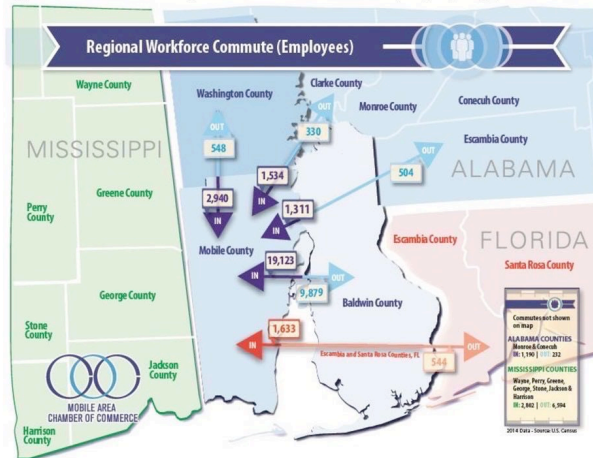 Regional Workforce Commute (Employees)
Wayne County
Washington County
Clarke County
Monroe County
Conecuh County
Escambia County
MISSISSIPPI
ALABAMA
OUT
548
OUT
330
OUT
504
Perry
County
Greene County
2,940
IN
1,534
IN
1,311
IN
Mobile County
Escambia County
FLORIDA
Santa Rosa County
19,123
IN
OUT
9,879
Baldwin County
George County
Stone
County
1,633
IN
OUT
Escambia and Santa Rosa Counties, FL
544
Jackson
County
Harrison
County
MOBILE AREA
CHAMBER OF COMMERCE
Commutes not shown
on map
ALABAMA COUNTIES
Monroe & Conecuh
IN: 1,190 | OUT: 232
MISSISSIPPI COUNTIES
Wayne, Perry, Greene,
George, Stone, Jackson &
Harrison
IN: 2,862 | OUT: 6,594
2014 Data - Source: U.S. Census